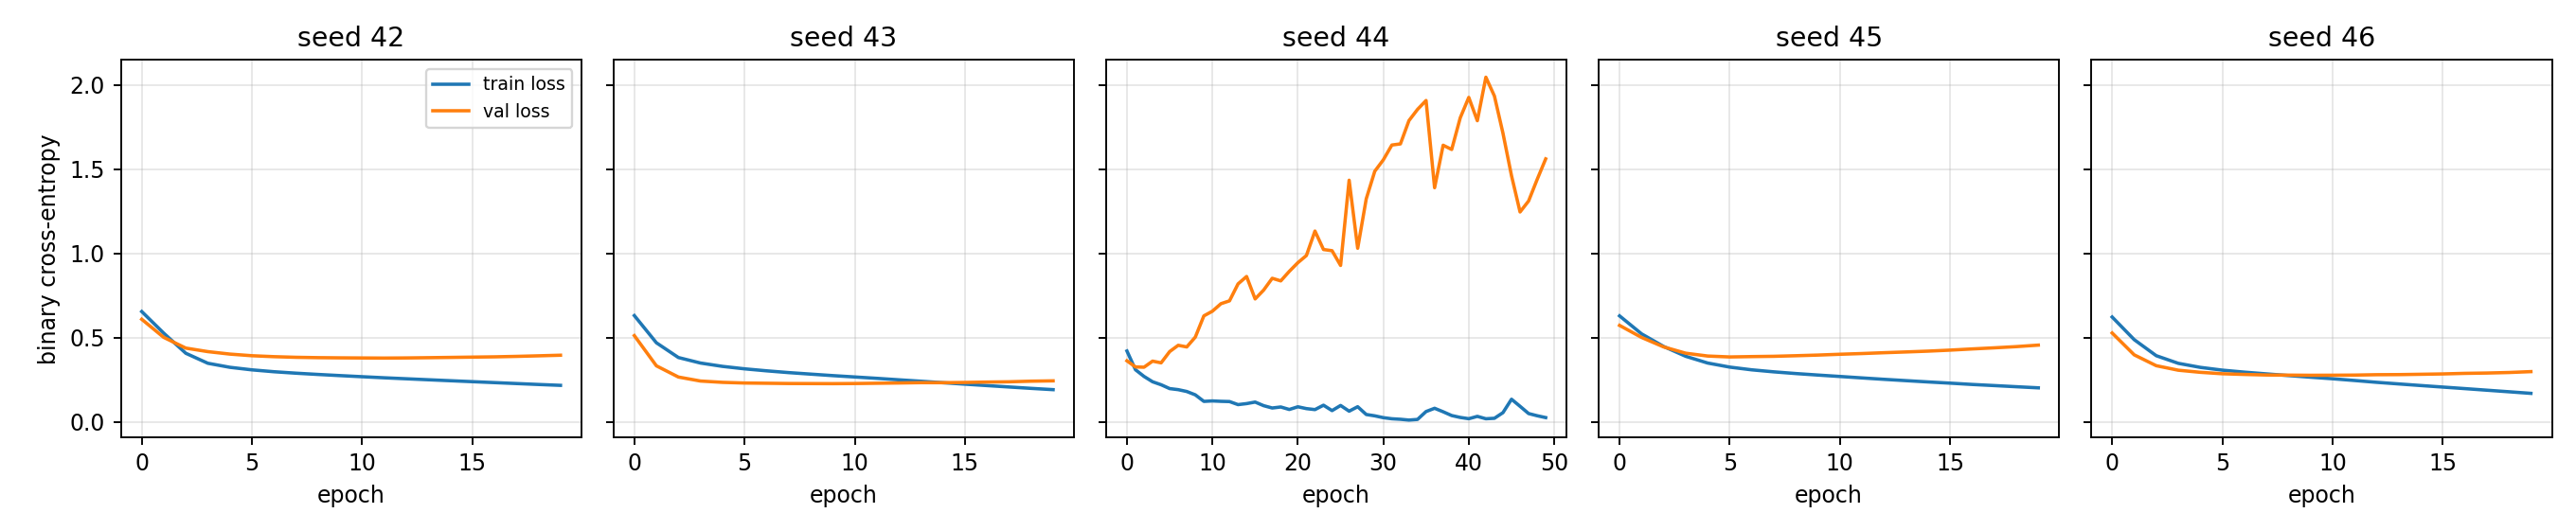 seed 42
seed 43
seed 44
seed 45
seed 46
train loss
val loss
binary cross-entropy
2.0
1.5
1.0
0.5
0.0
0 5 10 15
0 5 10 15
0 10 20 30 40 50
0 5 10 15
0 5 10 15
epoch
epoch
epoch
epoch
epoch